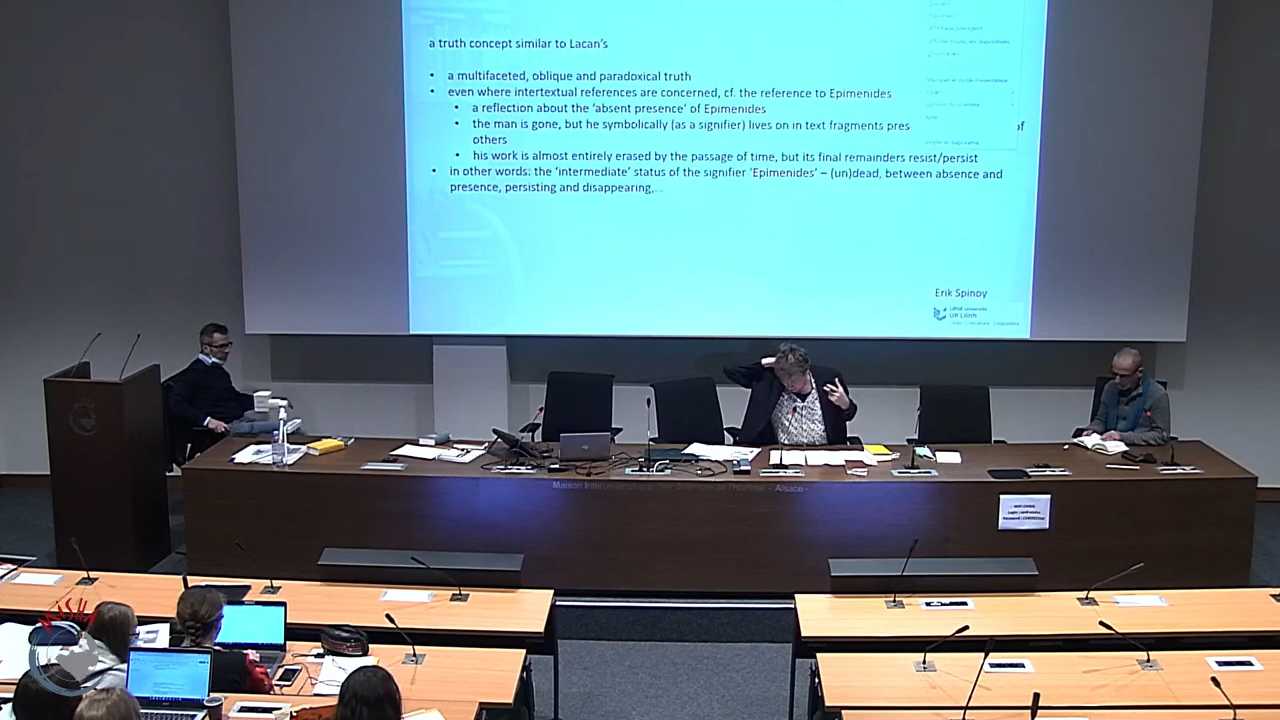 a truth concept similar to Lacan's
• a multifaceted, oblique and paradoxical truth
• even where intertextual references are concerned, cf. the reference to Epimenides
• a reflection about the 'absent presence' of Epimenides
• the man is gone, but he symbolically (as a signifier) lives on in text fragments pres of
others
• his work is almost entirely erased by the passage of time, but its final remainders resist/persist
• in other words: the 'intermediate' status of the signifier 'Epimenides' – (un)dead, between absence and
presence, persisting and disappearing,...
Erik Spinoy
Maison Interuniversitaire des Sciences de l'Homme - Alsace -
MISHA